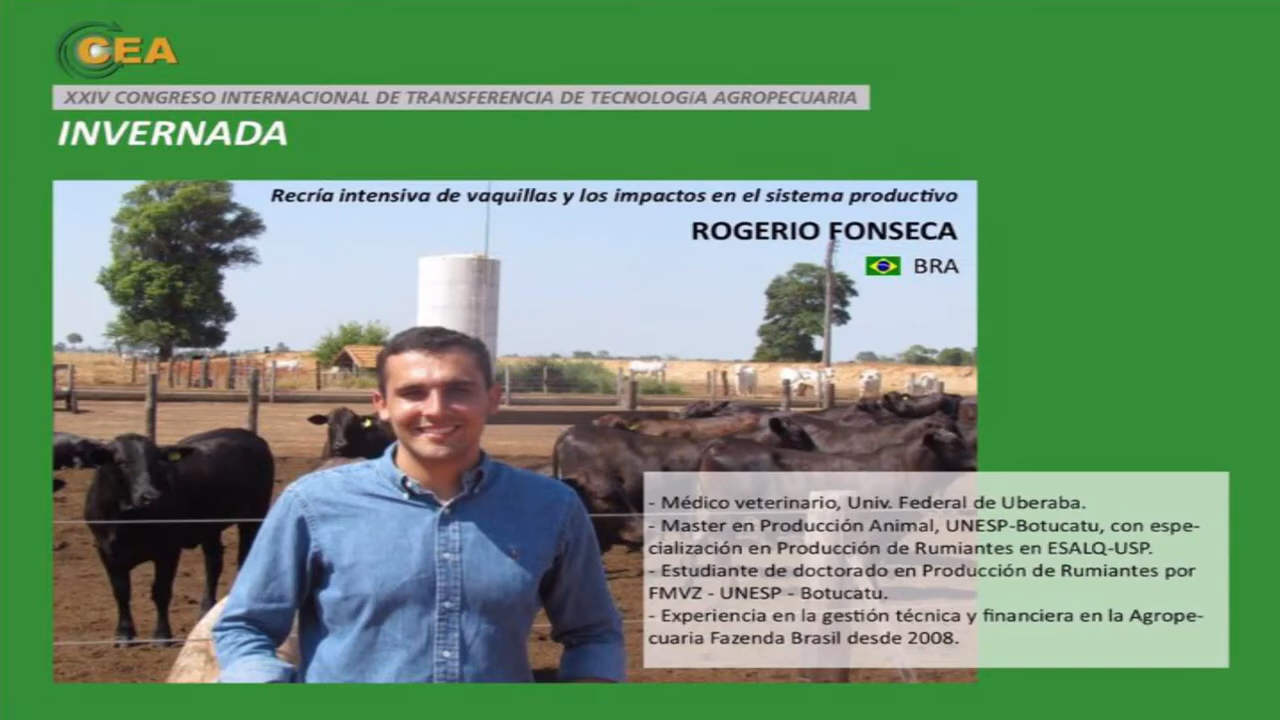 CEA
XXIV CONGRESO INTERNACIONAL DE TRANSFERENCIA DE TECNOLOGíA AGROPECUARIA
INVERNADA
Recría intensiva de vaquillas y los impactos en el sistema productivo
ROGERIO FONSECA
BRA
- Médico veterinario, Univ. Federal de Uberaba.
- Master en Producción Animal, UNESP-Botucatu, con espe-
cialización en Producción de Rumiantes en ESALQ-USP.
- Estudiante de doctorado en Producción de Rumiantes por
FMVZ - UNESP - Botucatu.
- Experiencia en la gestión técnica y financiera en la Agrope-
cuaria Fazenda Brasil desde 2008.